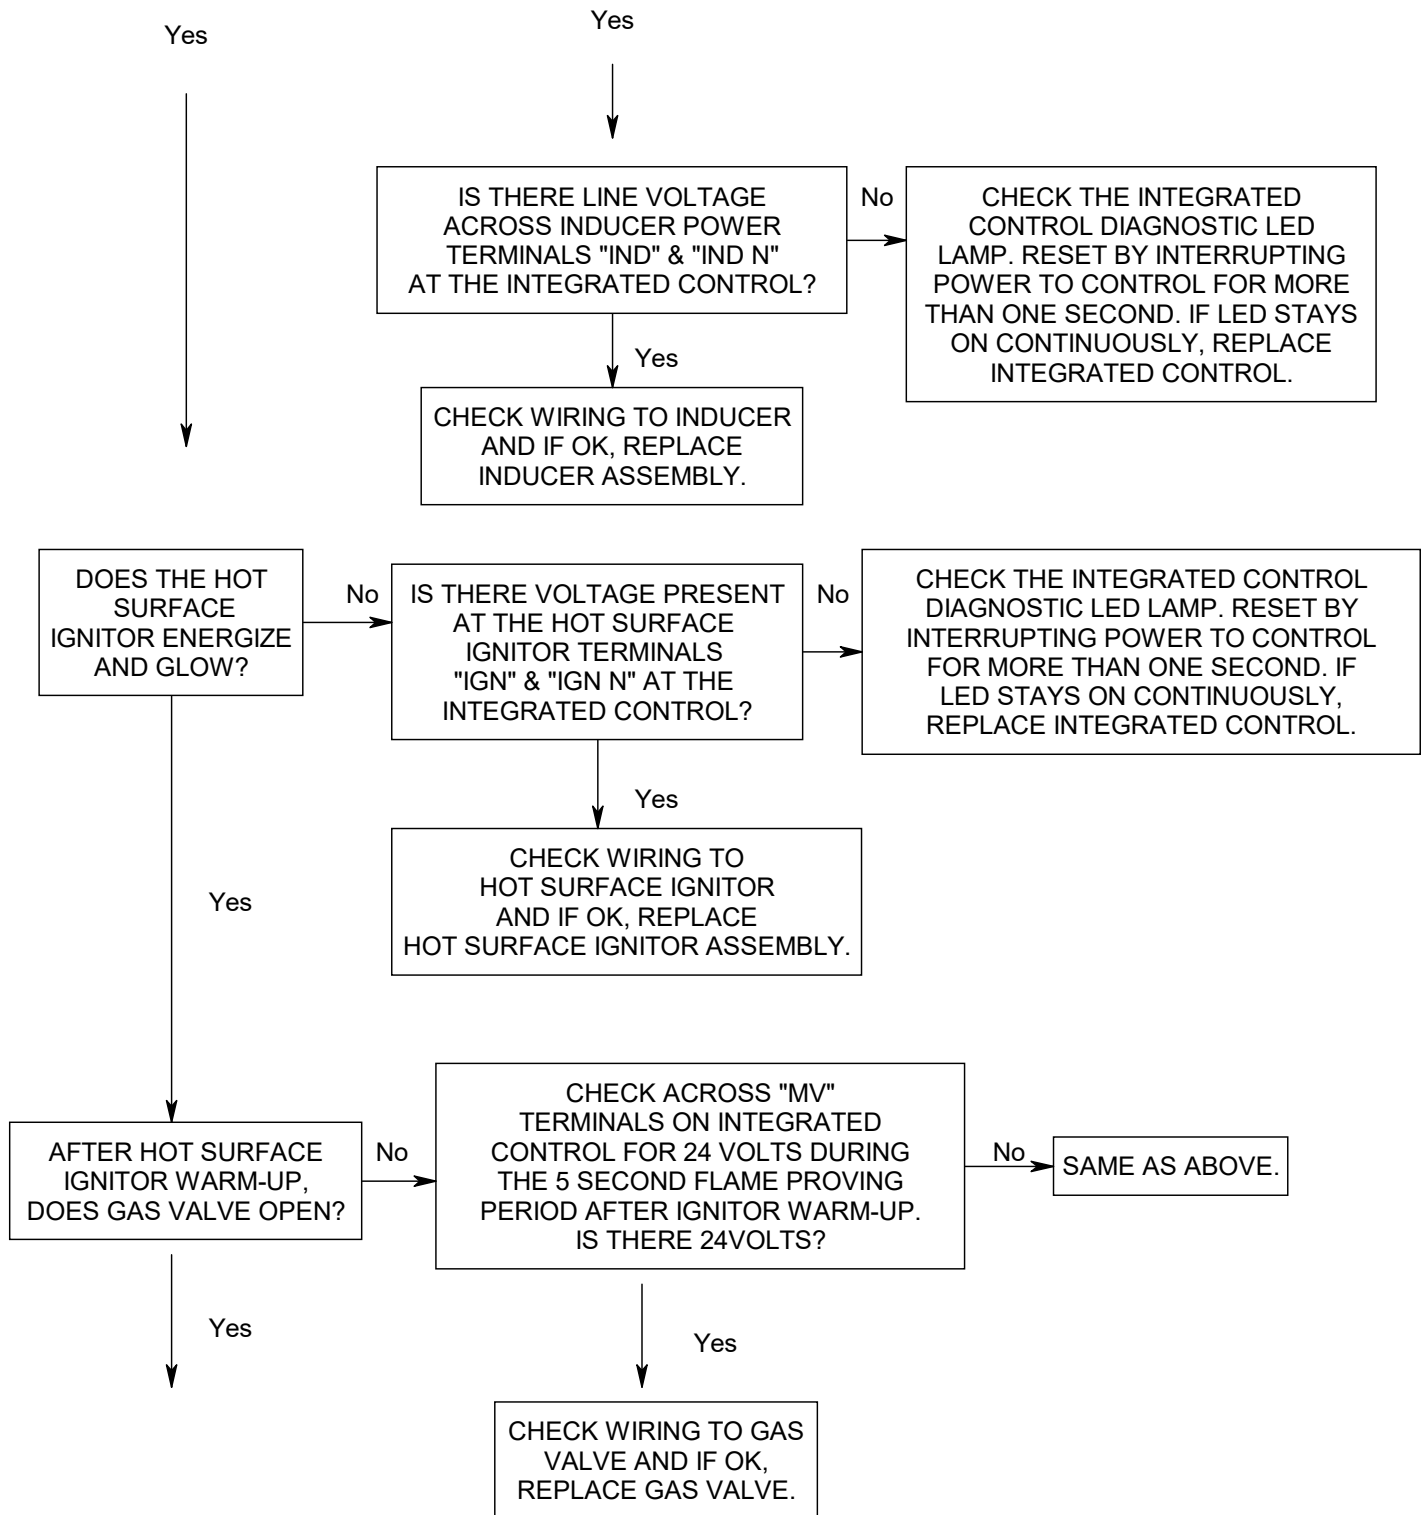 Yes
Yes
IS THERE LINE VOLTAGE
ACROSS INDUCER POWER
TERMINALS "IND" & "IND N"
AT THE INTEGRATED CONTROL?
No
CHECK THE INTEGRATED
CONTROL DIAGNOSTIC LED
LAMP. RESET BY INTERRUPTING
POWER TO CONTROL FOR MORE
THAN ONE SECOND. IF LED STAYS
ON CONTINUOUSLY, REPLACE
INTEGRATED CONTROL.
Yes
CHECK WIRING TO INDUCER
AND IF OK, REPLACE
INDUCER ASSEMBLY.
DOES THE HOT
SURFACE
IGNITOR ENERGIZE
AND GLOW?
No
IS THERE VOLTAGE PRESENT
AT THE HOT SURFACE
IGNITOR TERMINALS
"IGN" & "IGN N" AT THE
INTEGRATED CONTROL?
No
CHECK THE INTEGRATED CONTROL
DIAGNOSTIC LED LAMP. RESET BY
INTERRUPTING POWER TO CONTROL
FOR MORE THAN ONE SECOND. IF
LED STAYS ON CONTINUOUSLY,
REPLACE INTEGRATED CONTROL.
Yes
CHECK WIRING TO
HOT SURFACE IGNITOR
AND IF OK, REPLACE
HOT SURFACE IGNITOR ASSEMBLY.
Yes
AFTER HOT SURFACE
IGNITOR WARM-UP,
DOES GAS VALVE OPEN?
No
CHECK ACROSS "MV"
TERMINALS ON INTEGRATED
CONTROL FOR 24 VOLTS DURING
THE 5 SECOND FLAME PROVING
PERIOD AFTER IGNITOR WARM-UP.
IS THERE 24VOLTS?
No
SAME AS ABOVE.
Yes
Yes
CHECK WIRING TO GAS
VALVE AND IF OK,
REPLACE GAS VALVE.